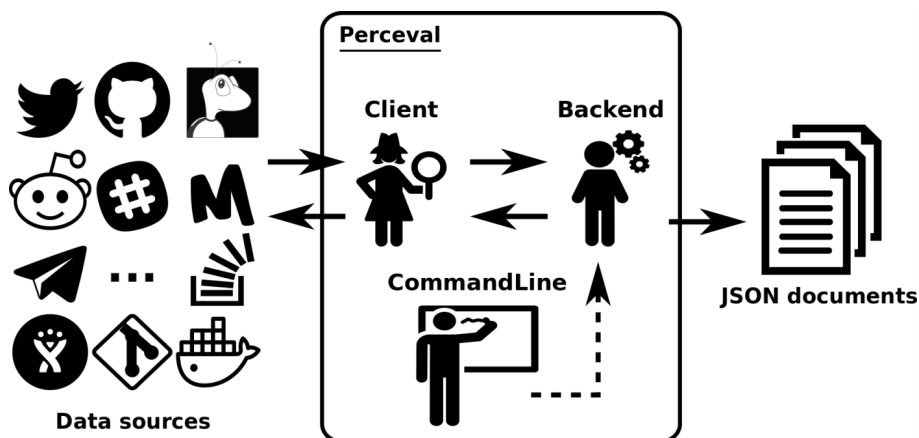 Perceval
Client
Backend
CommandLine
JSON documents
Data sources